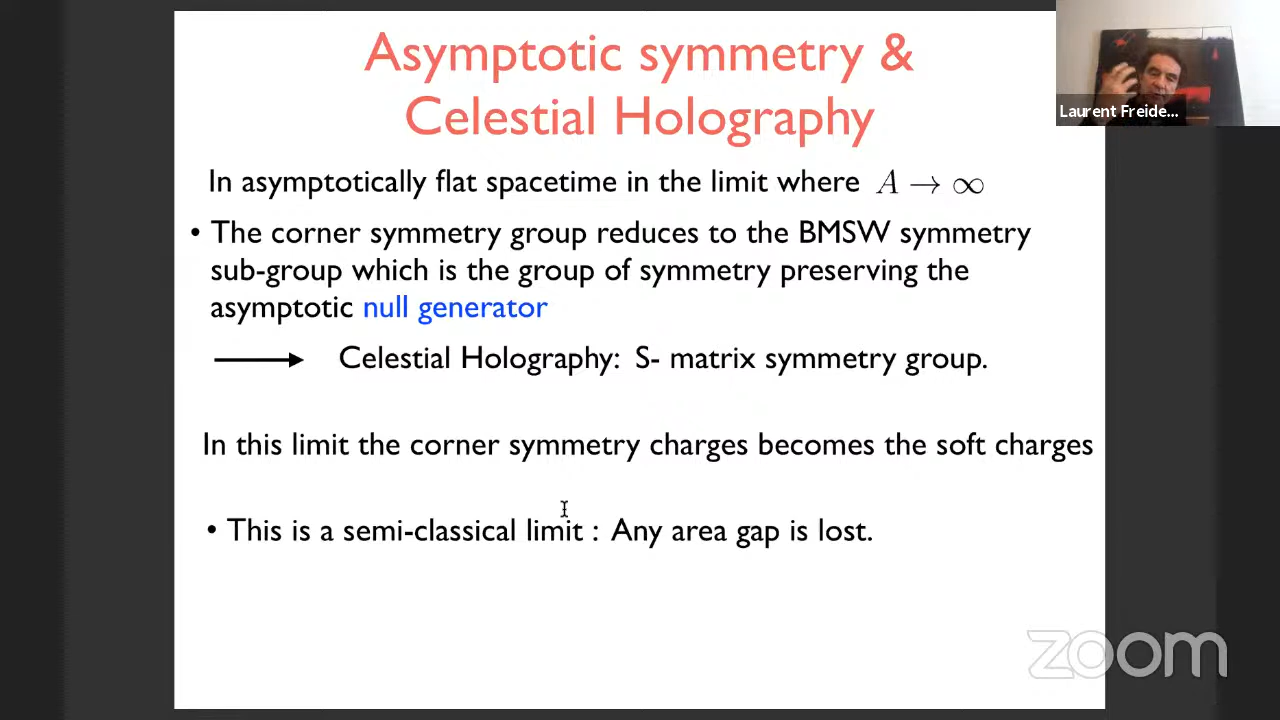 Asymptotic symmetry &
Celestial Holography
Laurent Freide...
In asymptotically flat spacetime in the limit where A → ∞
• The corner symmetry group reduces to the BMSW symmetry
sub-group which is the group of symmetry preserving the
asymptotic null generator
Celestial Holography: S- matrix symmetry group.
In this limit the corner symmetry charges becomes the soft charges
• This is a semi-classical limit : Any area gap is lost.
zoom